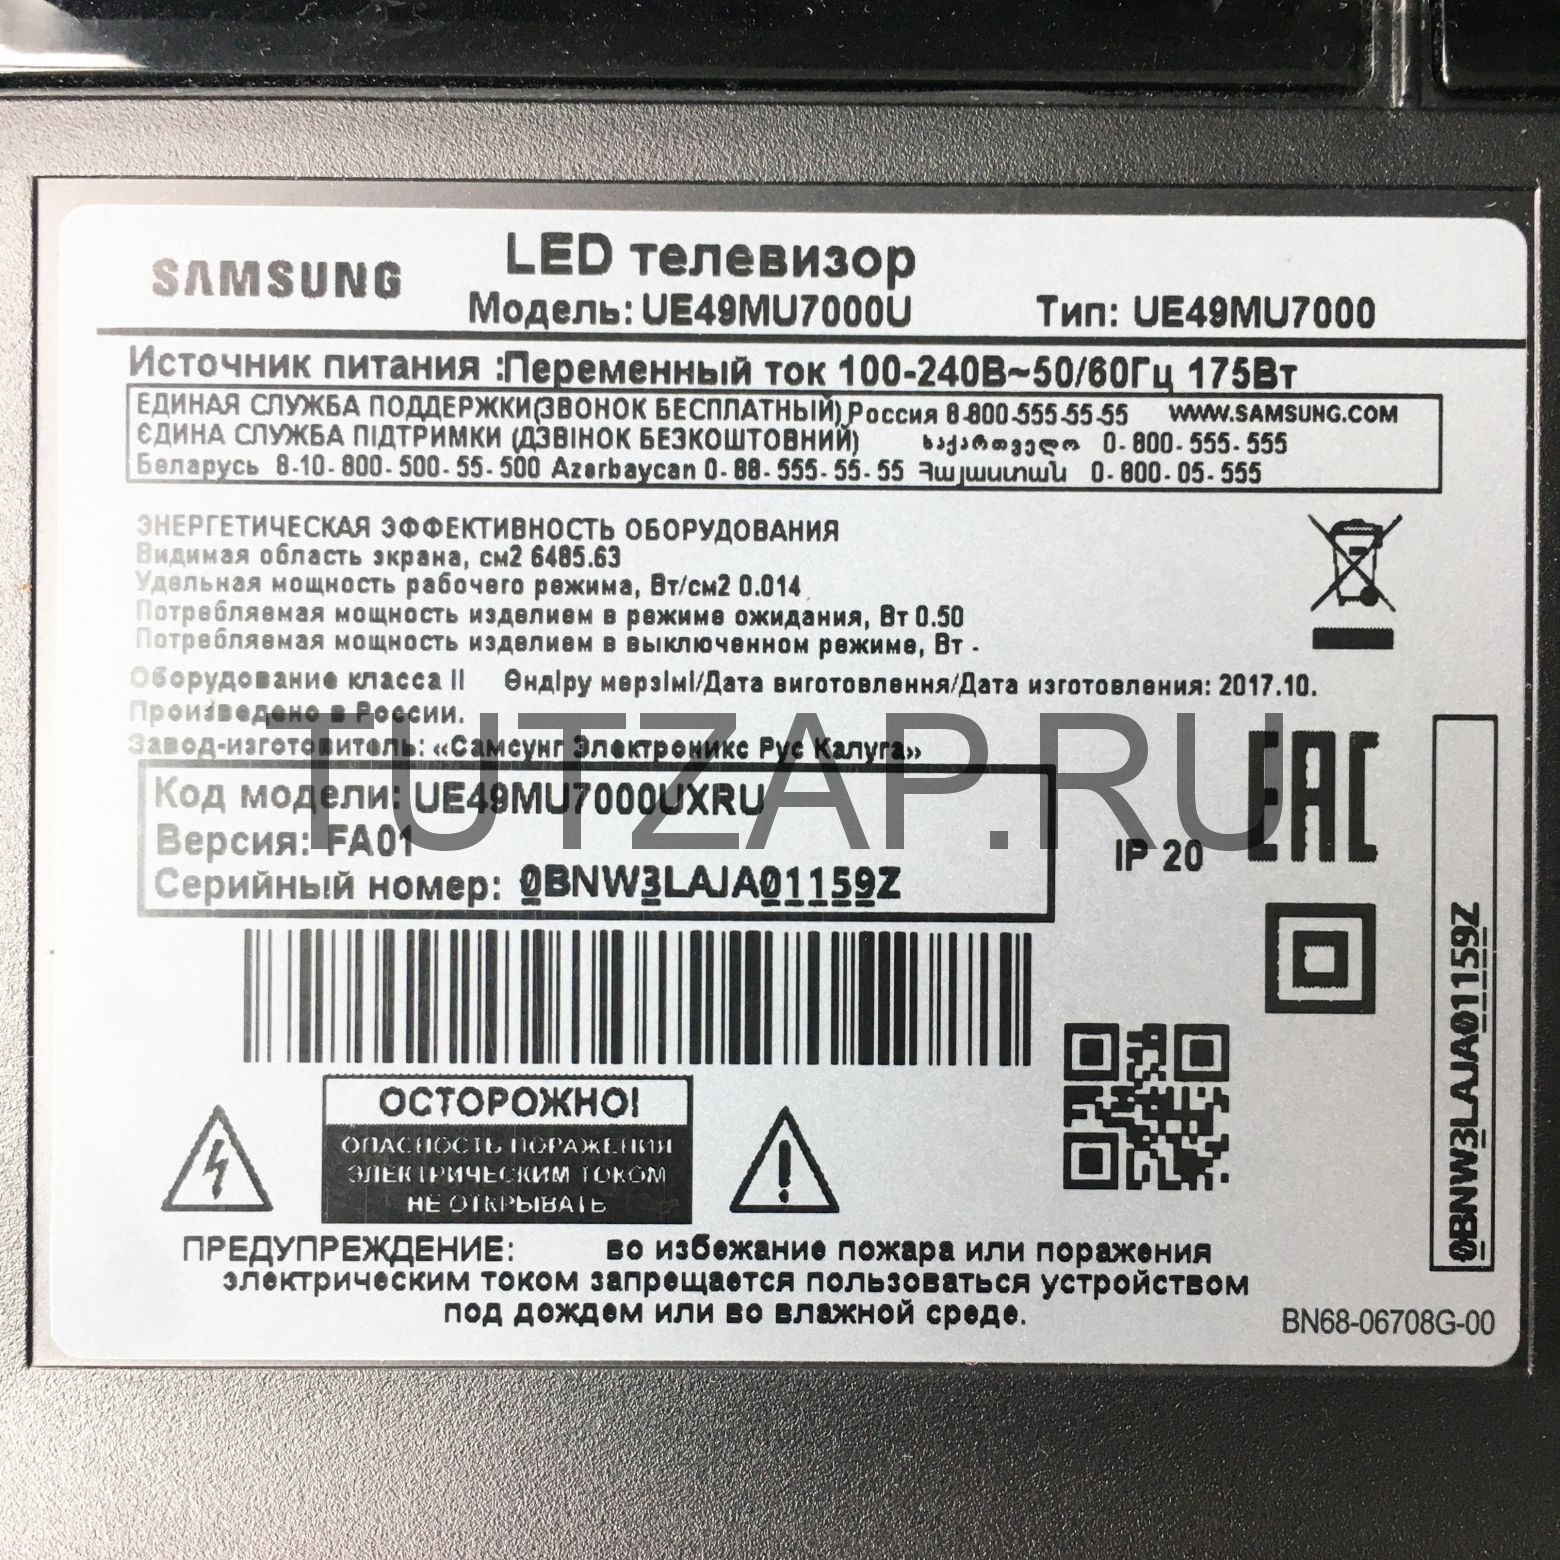 SAMSUNG
LED телевизор
Модель: UE49MU7000U Тип: UE49MU7000
Источник питания :Переменный ток 100-240В~50/60Гц 175Вт
ЕДИНАЯ СЛУЖБА ПОДДЕРЖКИ(ЗВОНОК БЕСПЛАТНЫЙ) Россия 8-800-555-55-55 WWW.SAMSUNG.COM
ЄДИНА СЛУЖБА ПІДТРИМКИ (ДЗВІНОК БЕЗКОШТОВНИЙ) საქართველო 0-800-555-555
Беларусь 8-10-800-500-55-500 Azerbaycan 0-88-555-55-55 Հայաստան 0-800-05-555
ЭНЕРГЕТИЧЕСКАЯ ЭФФЕКТИВНОСТЬ ОБОРУДОВАНИЯ
Видимая область экрана, см2 6485.63
Удельная мощность рабочего режима, Вт/см2 0.014
Потребляемая мощность изделием в режиме ожидания, Вт 0.50
Потребляемая мощность изделием в выключенном режиме, Вт -
Оборудование класса II Өндіру мерзімі/Дата виготовлення/Дата изготовления: 2017.10.
Произведено в России.
Завод-изготовитель: «Самсунг Электроникс Рус Калуга»
TUTZAP.RU
EAC
Код модели: UE49MU7000UXRU
Версия: FA01
Серийный номер: 0BNW3LAJA01159Z
IP 20
0BNW3LAJA01159Z
ОСТОРОЖНО!
ОПАСНОСТЬ ПОРАЖЕНИЯ
ЭЛЕКТРИЧЕСКИМ ТОКОМ
НЕ ОТКРЫВАТЬ
ПРЕДУПРЕЖДЕНИЕ: во избежание пожара или поражения
электрическим током запрещается пользоваться устройством
под дождем или во влажной среде.
BN68-06708G-00